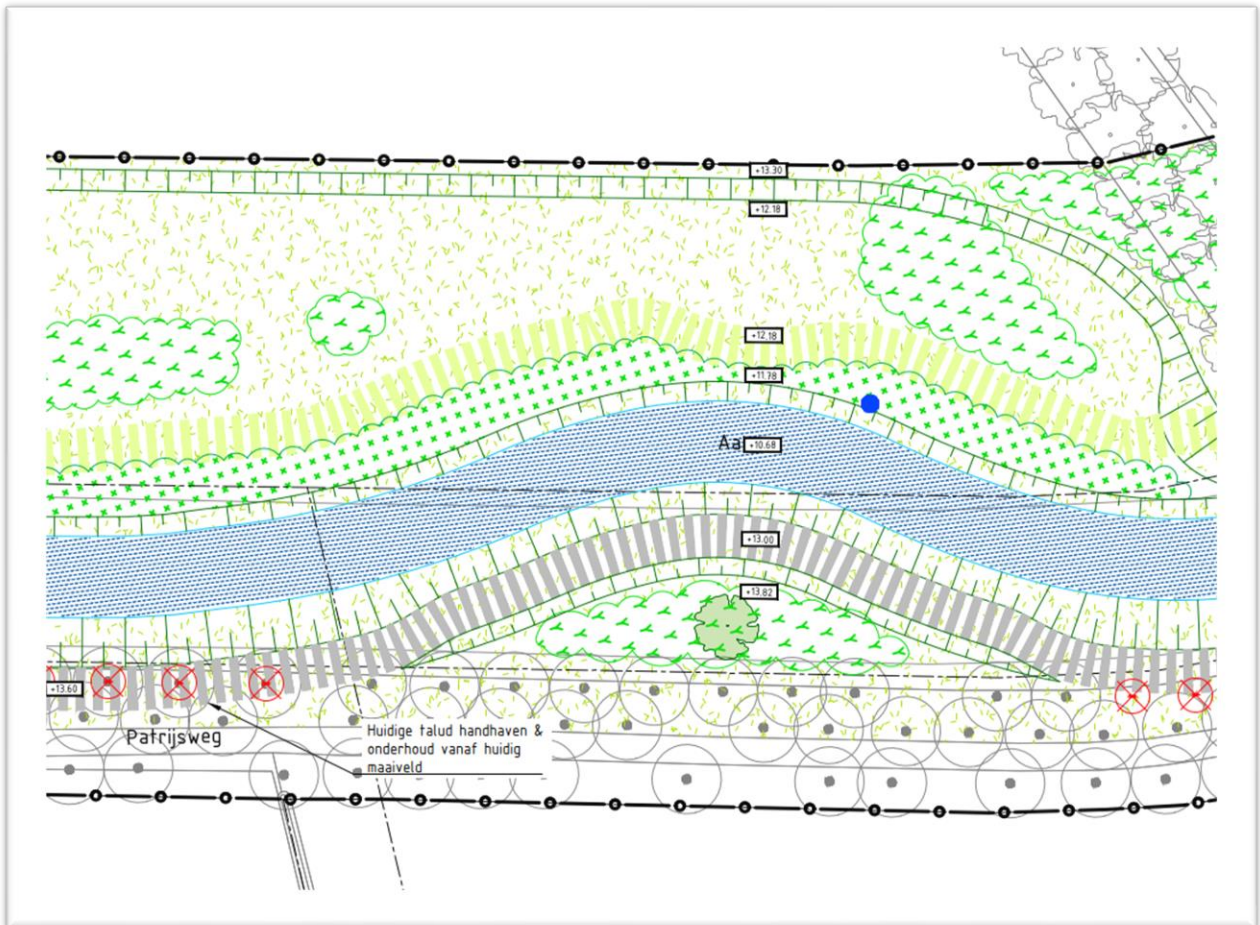 +13.30
+12.18
+12.18
+11.78
+10.68
+13.00
+13.82
+13.60
Patrijsweg
Huidige talud handhaven &
onderhoud vanaf huidig
maaiveld